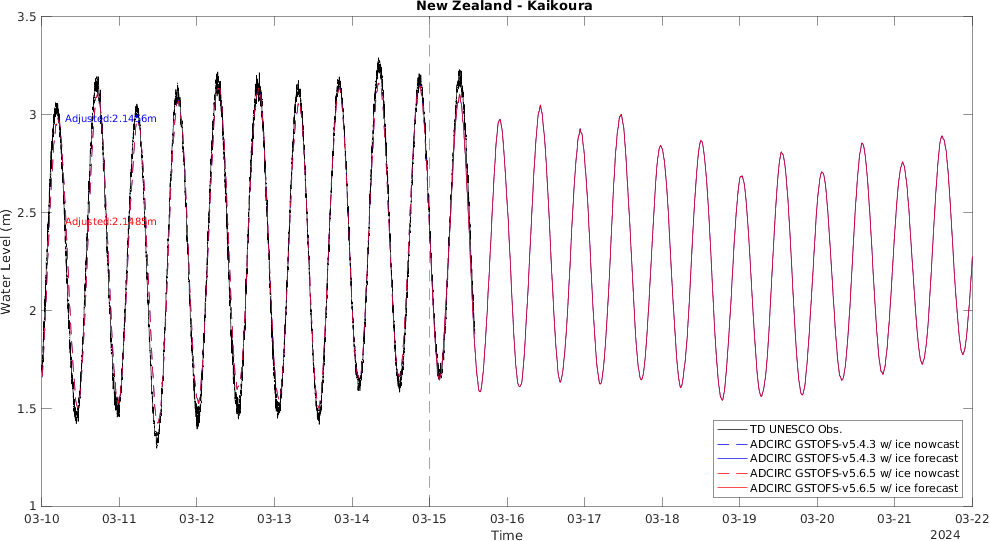 New Zealand - Kaikoura
3.5
3
2.5
2
1.5
1
Water Level (m)
Adjusted:2.1456m
Adjusted:2.1485m
TD UNESCO Obs.
ADCIRC GSTOFS-v5.4.3 w/ ice nowcast
ADCIRC GSTOFS-v5.4.3 w/ ice forecast
ADCIRC GSTOFS-v5.6.5 w/ ice nowcast
ADCIRC GSTOFS-v5.6.5 w/ ice forecast
03-10 03-11 03-12 03-13 03-14 03-15 03-16 03-17 03-18 03-19 03-20 03-21 03-22
Time
2024